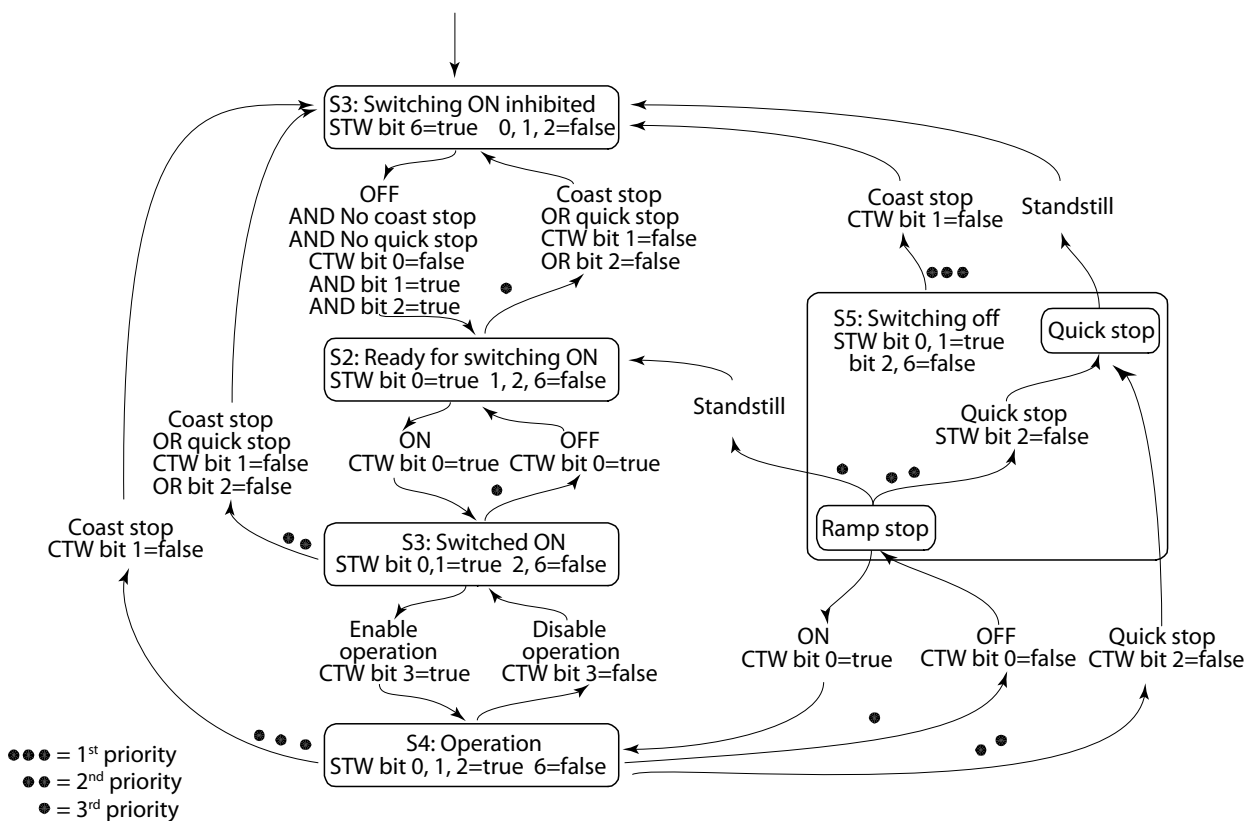 S3: Switching ON inhibited
STW bit 6=true 0, 1, 2=false
OFF
AND No coast stop
AND No quick stop
CTW bit 0=false
AND bit 1=true
AND bit 2=true
Coast stop
OR quick stop
CTW bit 1=false
OR bit 2=false
Coast stop
CTW bit 1=false
Standstill
S5: Switching off
STW bit 0, 1=true
bit 2, 6=false
Quick stop
S2: Ready for switching ON
STW bit 0=true 1, 2, 6=false
Standstill
Quick stop
STW bit 2=false
Coast stop
OR quick stop
CTW bit 1=false
OR bit 2=false
ON
CTW bit 0=true
OFF
CTW bit 0=true
Ramp stop
Coast stop
CTW bit 1=false
S3: Switched ON
STW bit 0,1=true 2, 6=false
Enable
operation
CTW bit 3=true
Disable
operation
CTW bit 3=false
ON
CTW bit 0=true
OFF
CTW bit 0=false
Quick stop
CTW bit 2=false
S4: Operation
STW bit 0, 1, 2=true 6=false
●●● = 1st priority
●● = 2nd priority
● = 3rd priority